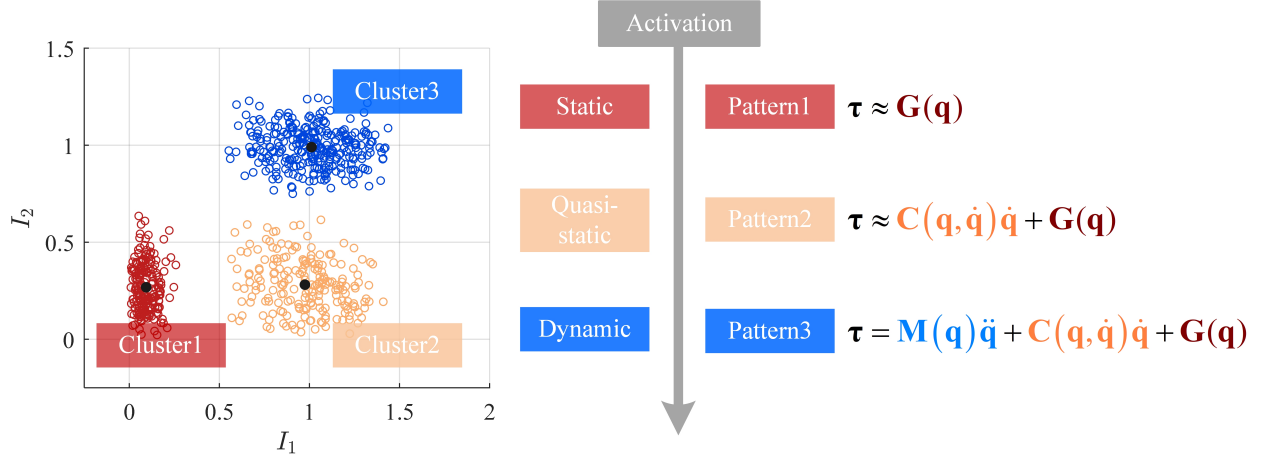 1.5
1
0.5
0
I₂
0
0.5
1
1.5
2
I₁
Cluster3
Cluster1
Cluster2
Activation
Static
Pattern1
τ ≈ G(q)
Quasi-
static
Pattern2
τ ≈ C(q, q̇)q̇ + G(q)
Dynamic
Pattern3
τ = M(q)q̈ + C(q, q̇)q̇ + G(q)